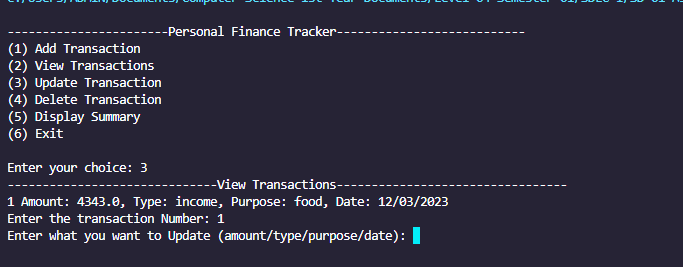 -----------------------Personal Finance Tracker---------------------------
(1) Add Transaction
(2) View Transactions
(3) Update Transaction
(4) Delete Transaction
(5) Display Summary
(6) Exit
Enter your choice: 3
------------------------------View Transactions---------------------------------
1 Amount: 4343.0, Type: income, Purpose: food, Date: 12/03/2023
Enter the transaction Number: 1
Enter what you want to Update (amount/type/purpose/date):